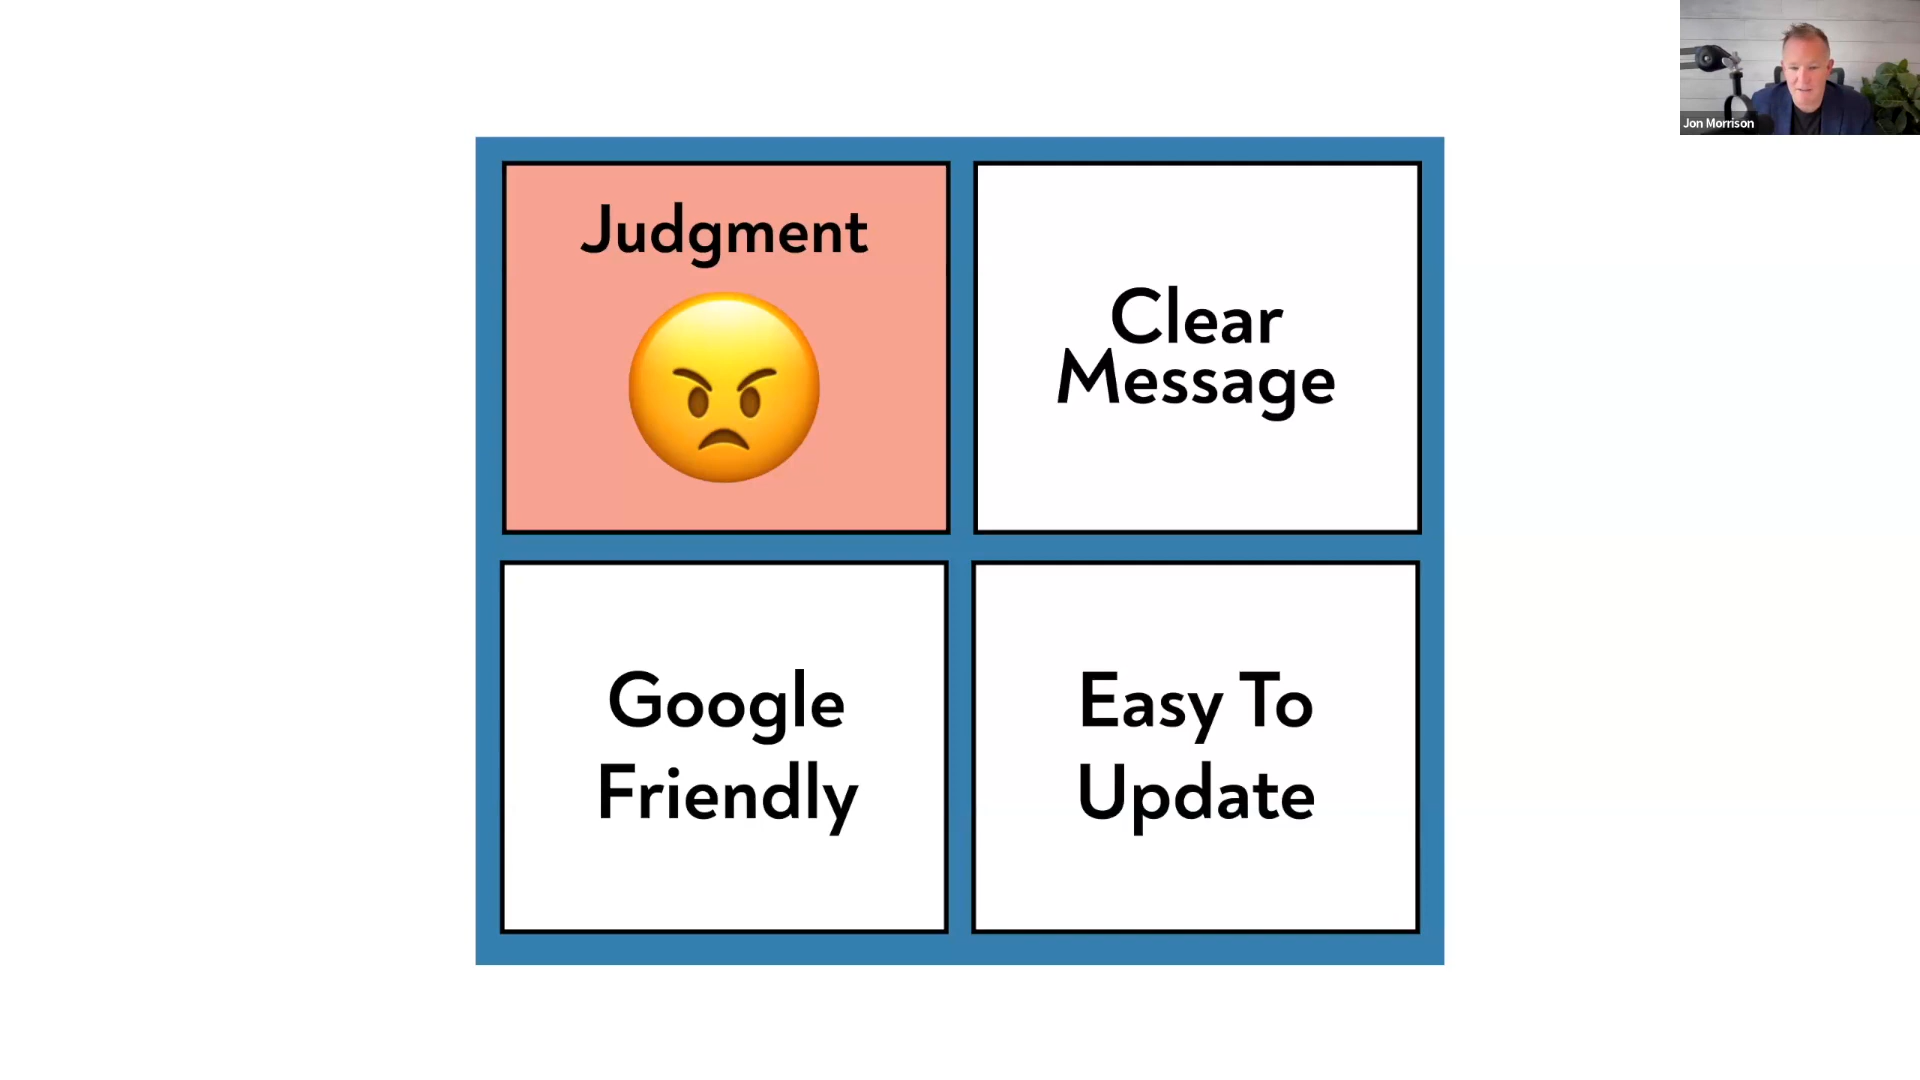 Jon Morrison
Judgment
Clear
Message
Google
Friendly
Easy To
Update